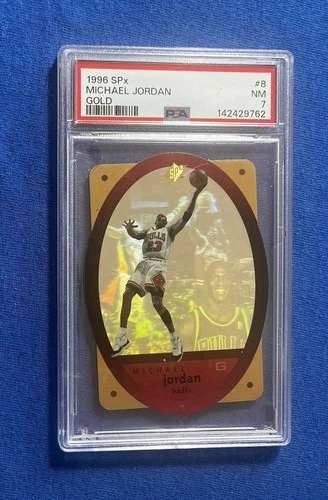 1996 SPx #8
MICHAEL JORDAN NM
GOLD PSA 7
142429762
SPx
BULLS
23
MICHAEL G
jordan
bulls